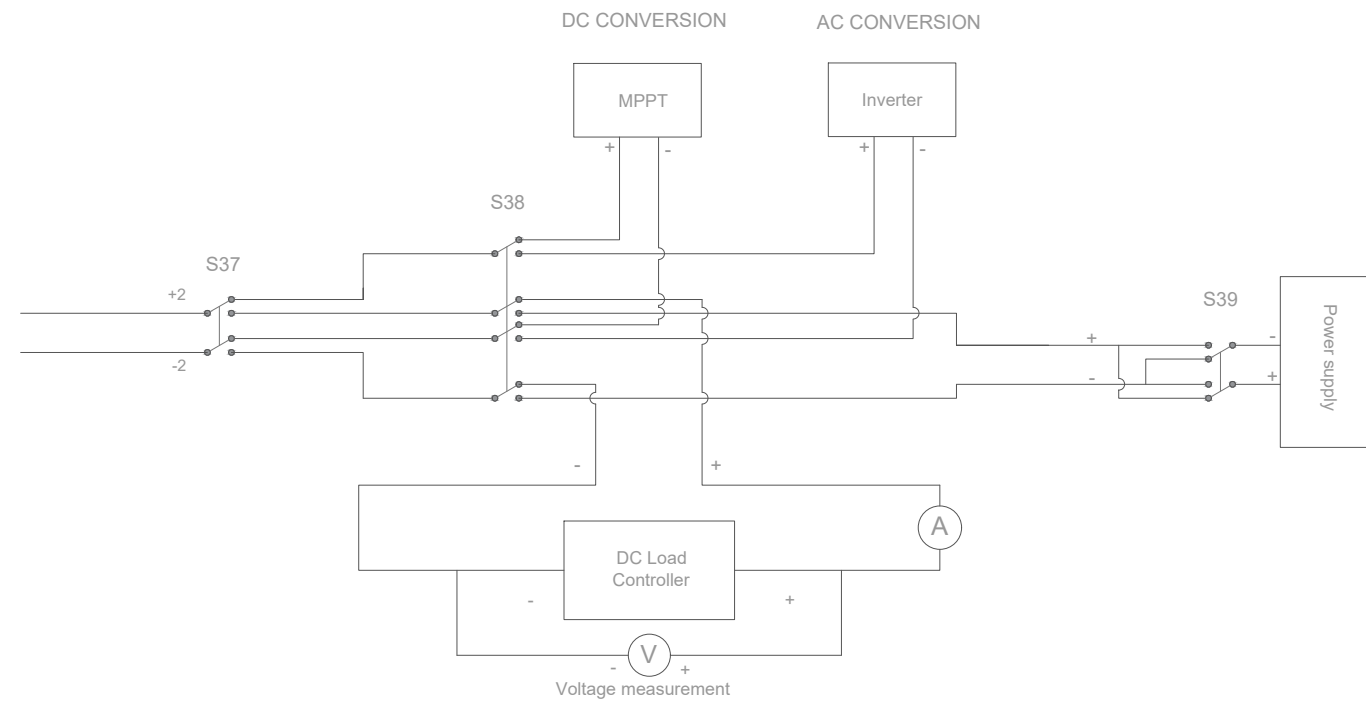 DC CONVERSION
AC CONVERSION
MPPT
Inverter
+
-
+
-
S38
S37
+2
-2
S39
+
-
-
+
Power supply
-
+
A
DC Load
Controller
-
+
V
-
+
Voltage measurement